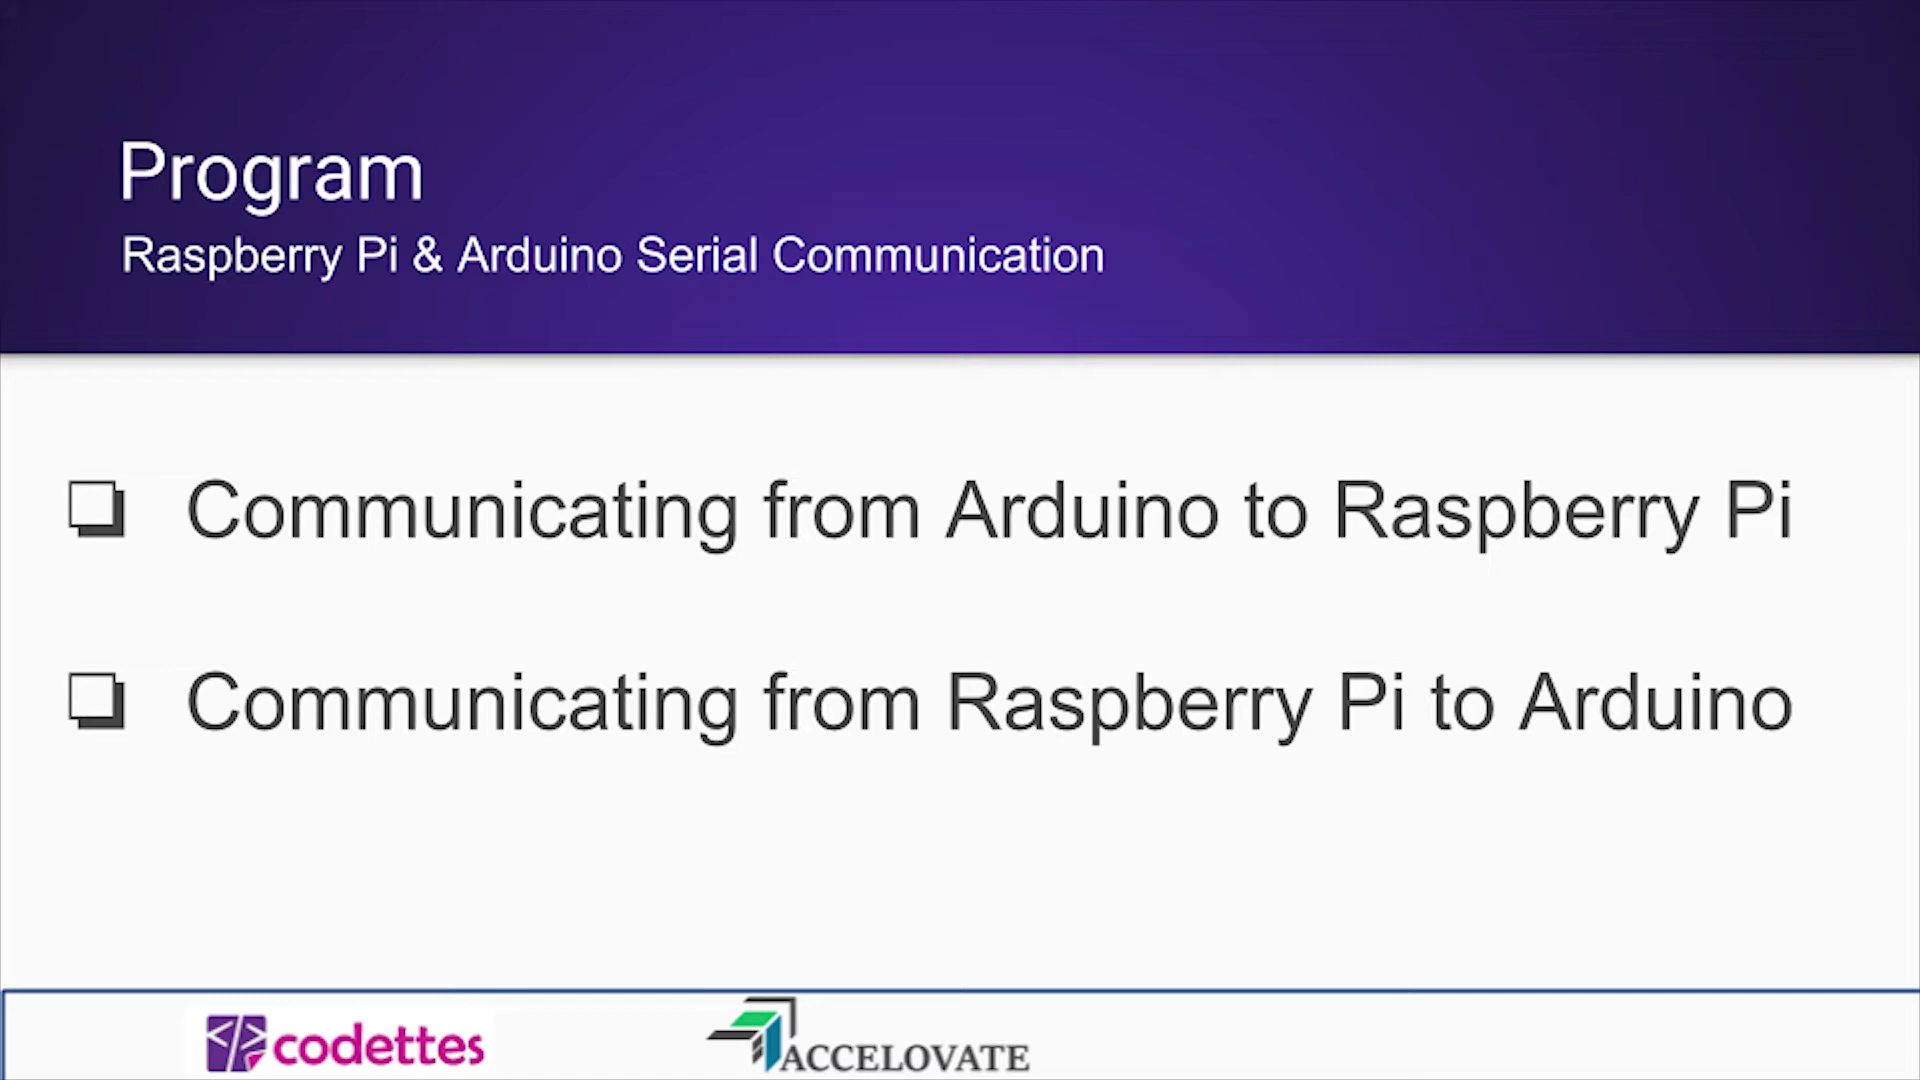 Program
Raspberry Pi & Arduino Serial Communication
Communicating from Arduino to Raspberry Pi
Communicating from Raspberry Pi to Arduino
</> codettes
ACCELOVATE